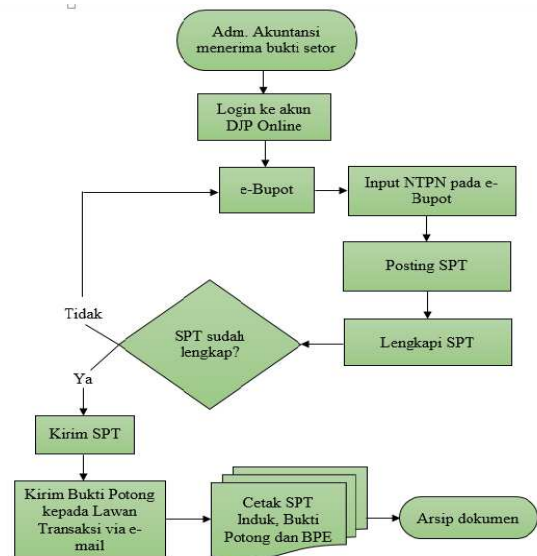 Adm. Akuntansi
menerima bukti setor
Login ke akun
DJP Online
e-Bupot
Input NTPN pada e-
Bupot
Posting SPT
Lengkapi SPT
SPT sudah
lengkap?
Tidak
Ya
Kirim SPT
Kirim Bukti Potong
kepada Lawan
Transaksi via e-
mail
Cetak SPT
Induk, Bukti
Potong dan BPE
Arsip dokumen